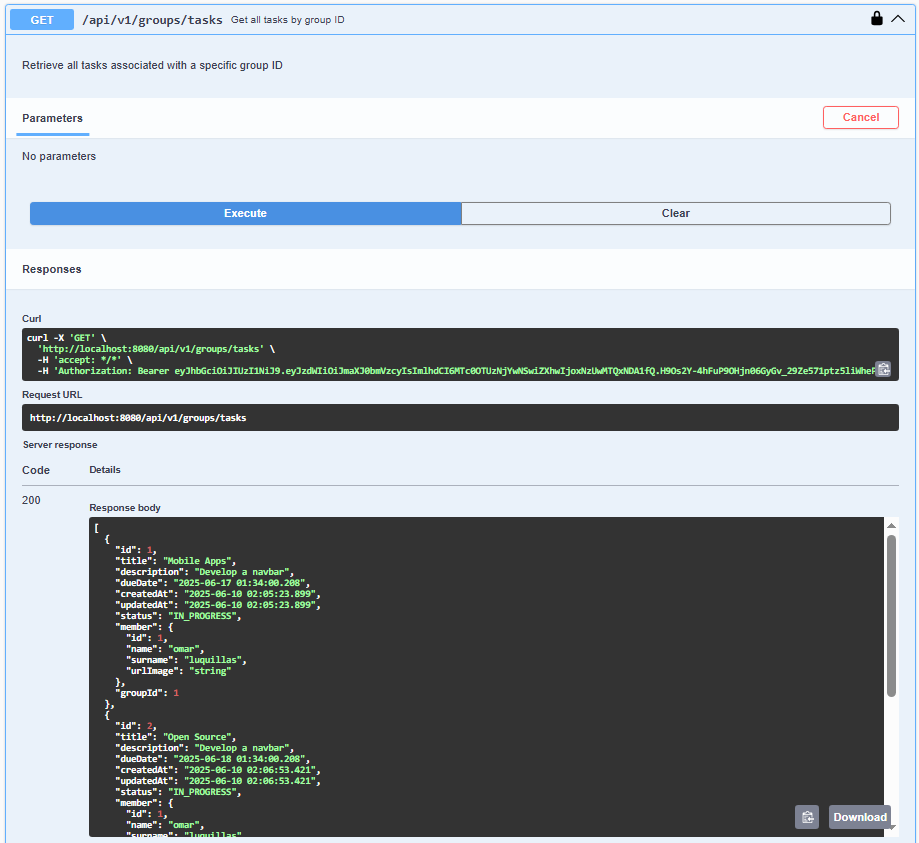 GET /api/v1/groups/tasks Get all tasks by group ID
Retrieve all tasks associated with a specific group ID
Parameters
Cancel
No parameters
Execute
Clear
Responses
Curl
curl -X 'GET' \
'http://localhost:8080/api/v1/groups/tasks' \
-H 'accept: */*' \
-H 'Authorization: Bearer
Request URL
http://localhost:8080/api/v1/groups/tasks
Server response
Code Details
200
Response body
[
{
"id": 1,
"title": "Mobile Apps",
"description": "Develop a navbar",
"dueDate": "2025-06-17 01:34:00.208",
"createdAt": "2025-06-10 02:05:23.899",
"updatedAt": "2025-06-10 02:05:23.899",
"status": "IN_PROGRESS",
"member": {
"id": 1,
"name": "omar",
"surname": "luquillas",
"urlImage": "string"
},
"groupId": 1
},
{
"id": 2,
"title": "Open Source",
"description": "Develop a navbar",
"dueDate": "2025-06-18 01:34:00.208",
"createdAt": "2025-06-10 02:06:53.421",
"updatedAt": "2025-06-10 02:06:53.421",
"status": "IN_PROGRESS",
"member": {
"id": 1,
"name": "omar",
"surname": "luquillas",
Download